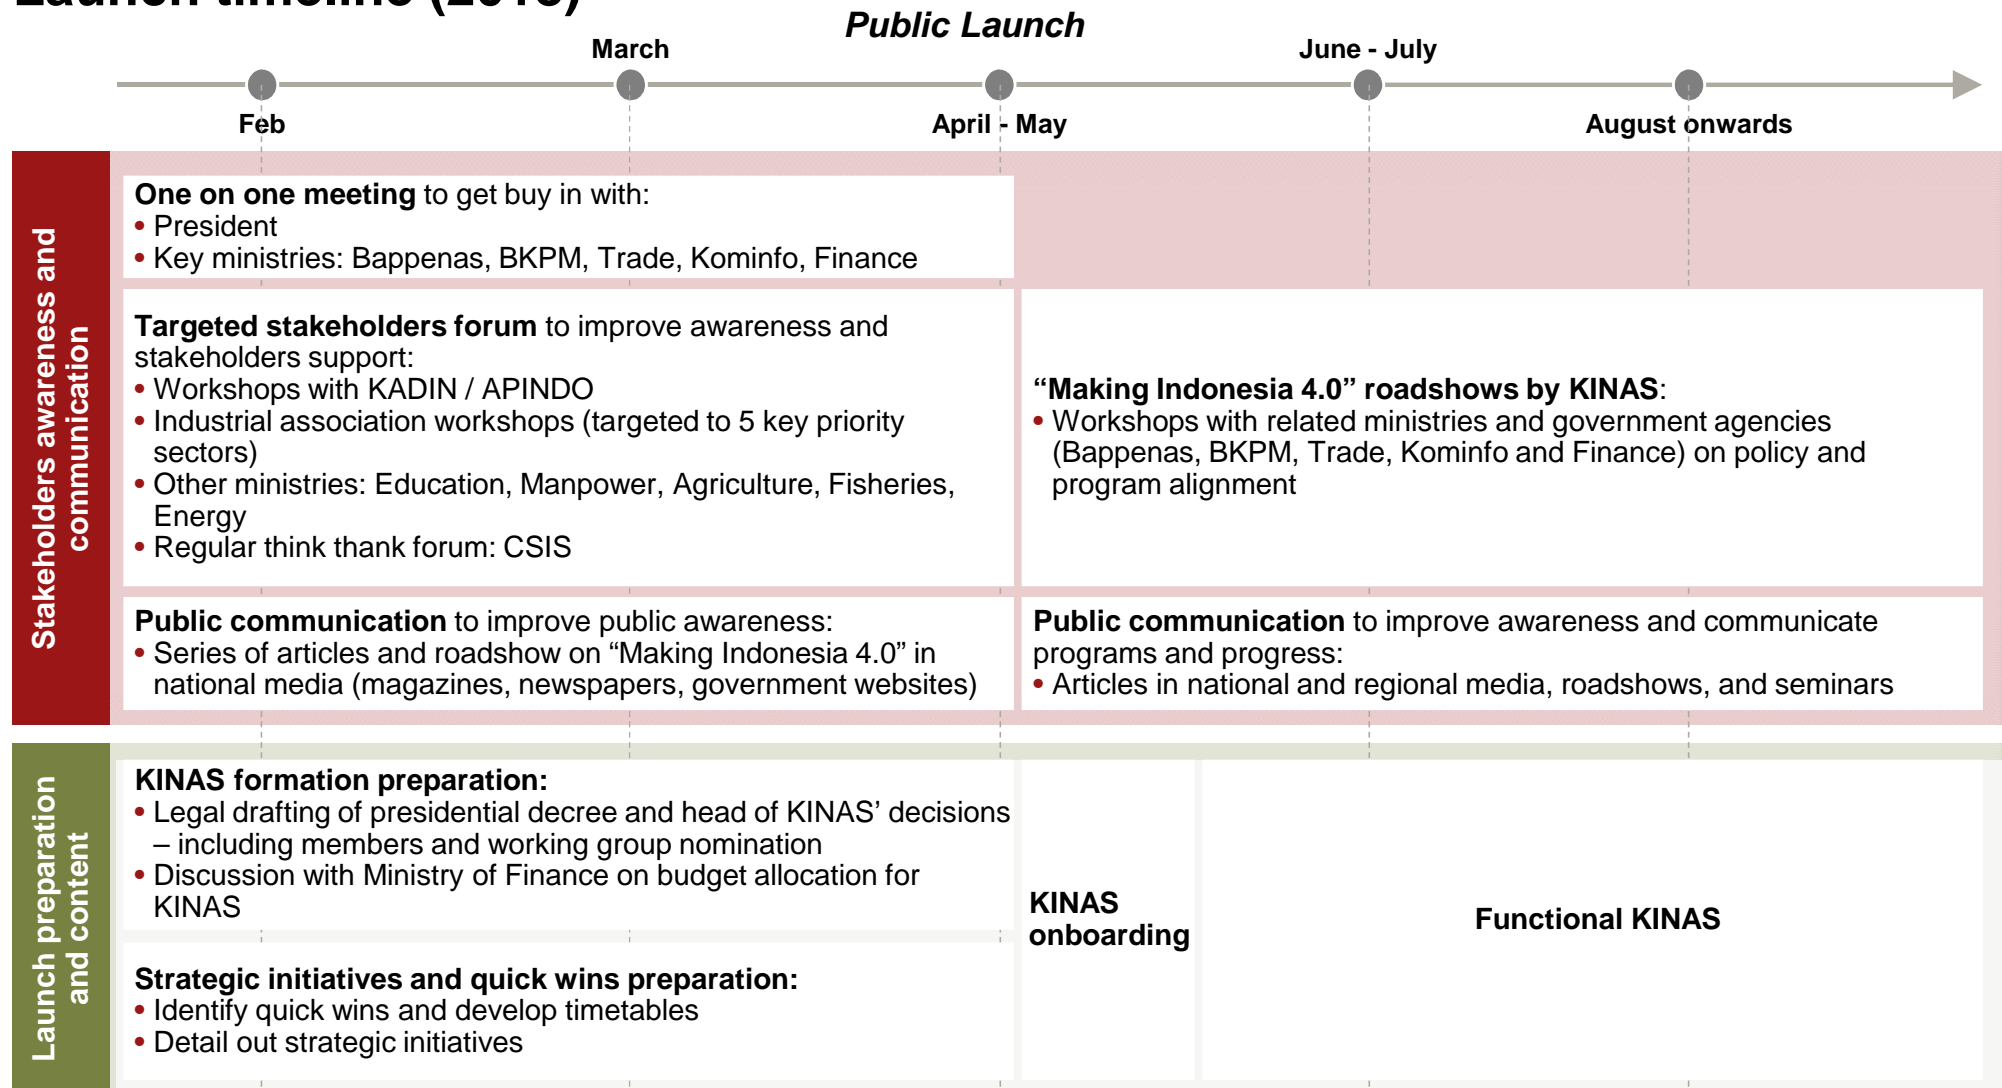 Launch timeline (2018)
Public Launch
March
June - July
Feb
April - May
August onwards
Stakeholders awareness and
communication
One on one meeting to get buy in with:
• President
• Key ministries: Bappenas, BKPM, Trade, Kominfo, Finance
Targeted stakeholders forum to improve awareness and
stakeholders support:
• Workshops with KADIN / APINDO
• Industrial association workshops (targeted to 5 key priority
sectors)
• Other ministries: Education, Manpower, Agriculture, Fisheries,
Energy
• Regular think thank forum: CSIS
“Making Indonesia 4.0” roadshows by KINAS:
• Workshops with related ministries and government agencies
(Bappenas, BKPM, Trade, Kominfo and Finance) on policy and
program alignment
Public communication to improve public awareness:
• Series of articles and roadshow on “Making Indonesia 4.0” in
national media (magazines, newspapers, government websites)
Public communication to improve awareness and communicate
programs and progress:
• Articles in national and regional media, roadshows, and seminars
Launch preparation
and content
KINAS formation preparation:
• Legal drafting of presidential decree and head of KINAS’ decisions
– including members and working group nomination
• Discussion with Ministry of Finance on budget allocation for
KINAS
Strategic initiatives and quick wins preparation:
• Identify quick wins and develop timetables
• Detail out strategic initiatives
KINAS
onboarding
Functional KINAS